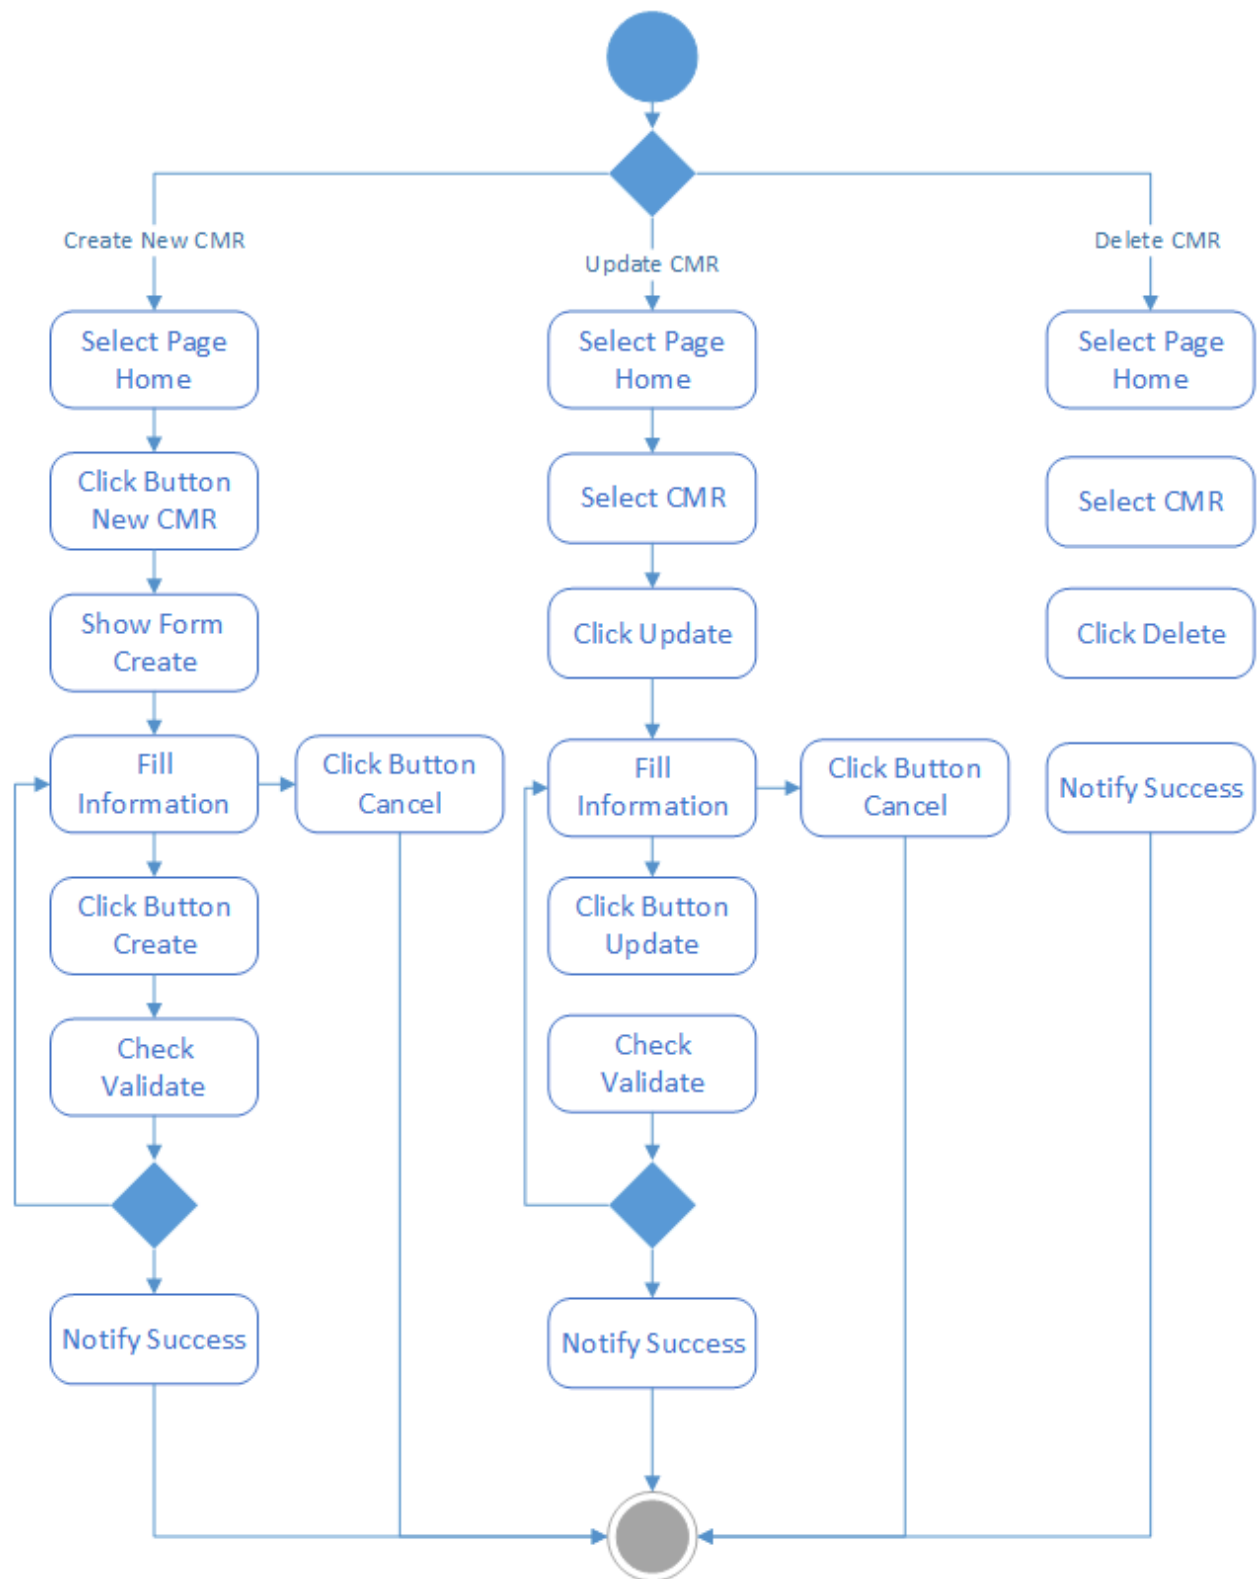 Create New CMR
Update CMR
Delete CMR
Select Page
Home
Click Button
New CMR
Show Form
Create
Fill
Information
Click Button
Cancel
Click Button
Create
Check
Validate
Notify Success
Select Page
Home
Select CMR
Click Update
Fill
Information
Click Button
Cancel
Click Button
Update
Check
Validate
Notify Success
Select Page
Home
Select CMR
Click Delete
Notify Success